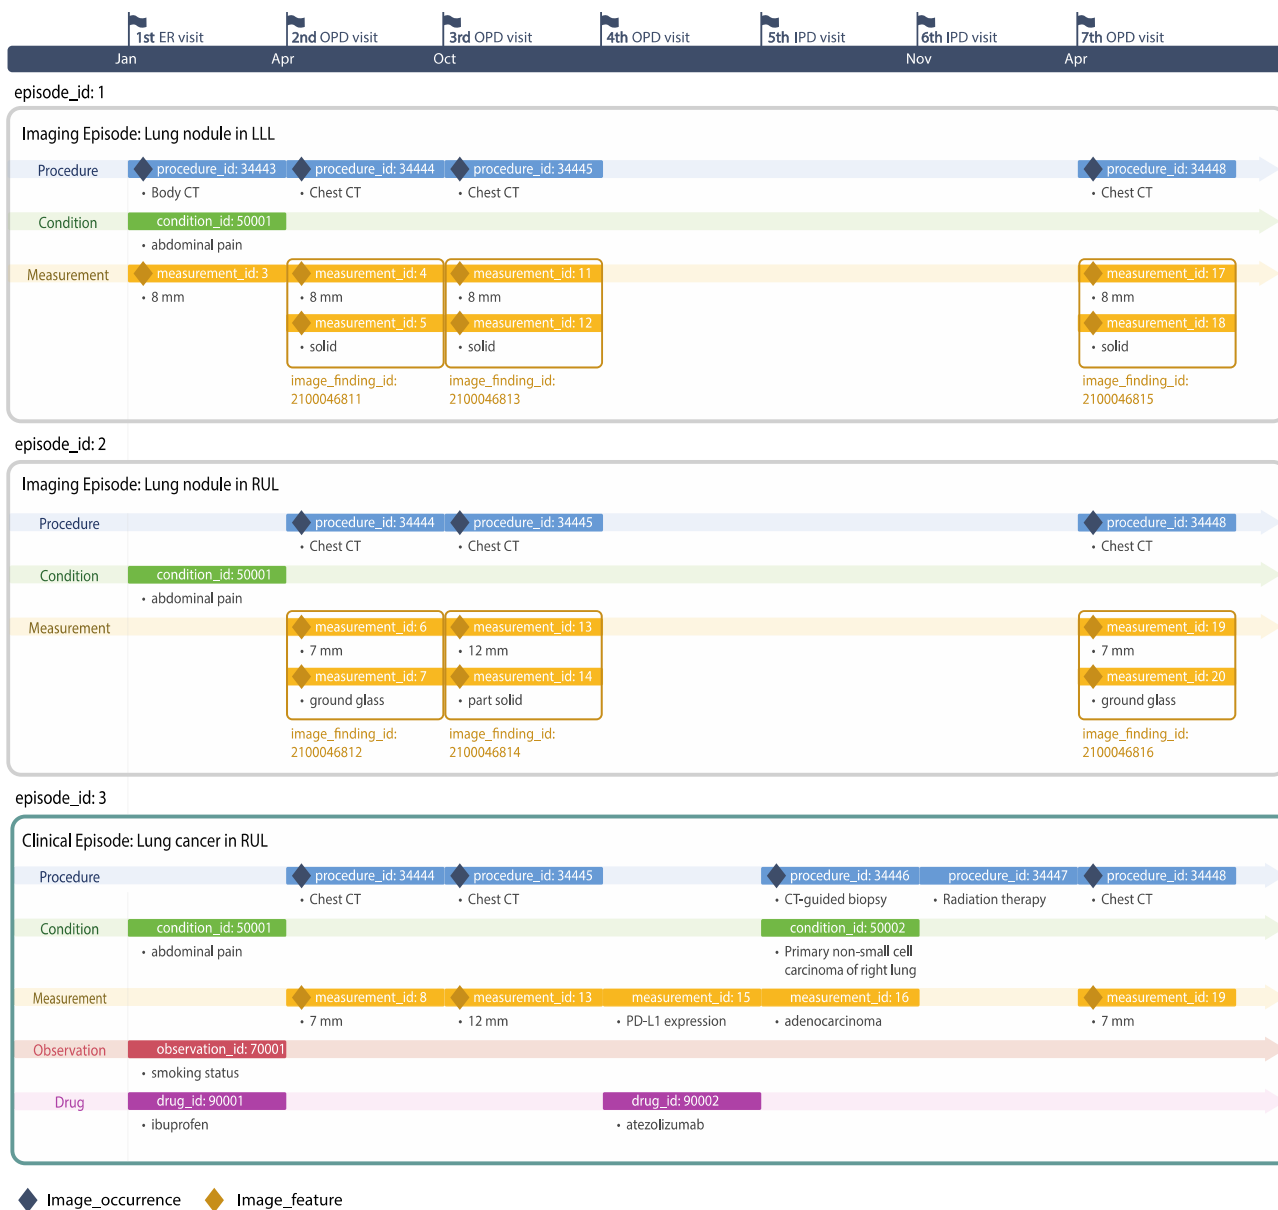 1st ER visit 2nd OPD visit 3rd OPD visit 4th OPD visit 5th IPD visit 6th IPD visit 7th OPD visit
Jan Apr Oct Nov Apr
episode_id: 1
Imaging Episode: Lung nodule in LLL
Procedure procedure_id: 34443 procedure_id: 34444 procedure_id: 34445 procedure_id: 34448
• Body CT • Chest CT • Chest CT • Chest CT
Condition condition_id: 50001
• abdominal pain
Measurement measurement_id: 3 measurement_id: 4 measurement_id: 11 measurement_id: 17
• 8 mm • 8 mm • 8 mm • 8 mm
measurement_id: 5 measurement_id: 12 measurement_id: 18
• solid • solid • solid
image_finding_id: image_finding_id: image_finding_id:
2100046811 2100046813 2100046815
episode_id: 2
Imaging Episode: Lung nodule in RUL
Procedure procedure_id: 34444 procedure_id: 34445 procedure_id: 34448
• Chest CT • Chest CT • Chest CT
Condition condition_id: 50001
• abdominal pain
Measurement measurement_id: 6 measurement_id: 13 measurement_id: 19
• 7 mm • 12 mm • 7 mm
measurement_id: 7 measurement_id: 14 measurement_id: 20
• ground glass • part solid • ground glass
image_finding_id: image_finding_id: image_finding_id:
2100046812 2100046814 2100046816
episode_id: 3
Clinical Episode: Lung cancer in RUL
Procedure procedure_id: 34444 procedure_id: 34445 procedure_id: 34446 procedure_id: 34447 procedure_id: 34448
• Chest CT • Chest CT • CT-guided biopsy • Radiation therapy • Chest CT
Condition condition_id: 50001 condition_id: 50002
• abdominal pain • Primary non-small cell
carcinoma of right lung
Measurement measurement_id: 8 measurement_id: 13 measurement_id: 15 measurement_id: 16 measurement_id: 19
• 7 mm • 12 mm • PD-L1 expression • adenocarcinoma • 7 mm
Observation observation_id: 70001
• smoking status
Drug drug_id: 90001 drug_id: 90002
• ibuprofen • atezolizumab
Image_occurrence Image_feature